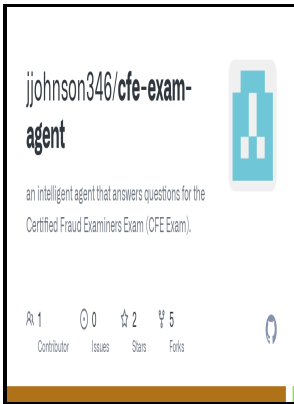 jjohnson346/cfe-exam-
agent
an intelligent agent that answers questions for the
Certified Fraud Examiners Exam (CFE Exam).
1 0 2 5
Contributor Issues Stars Forks